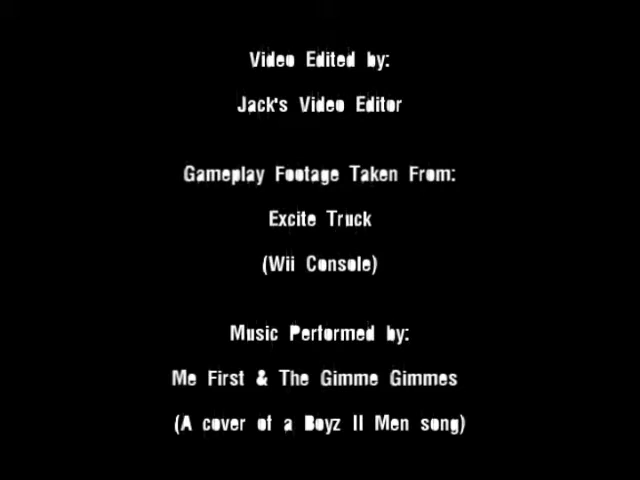 Video Edited by:
Jack's Video Editor
Gameplay Footage Taken From:
Excite Truck
(Wii Console)
Music Performed by:
Me First & The Gimme Gimmes
(A cover of a Boyz II Men song)